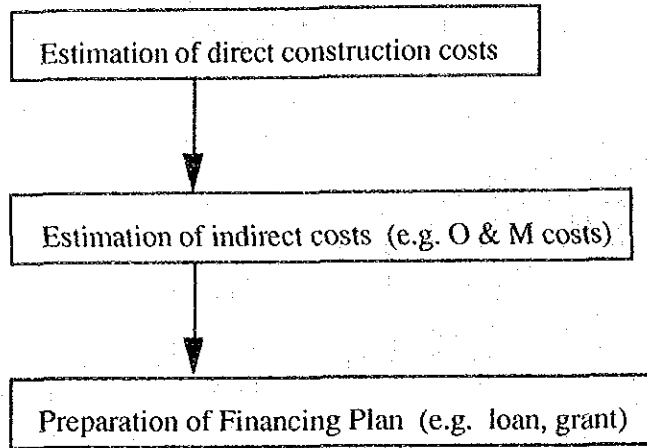 Estimation of direct construction costs
Estimation of indirect costs (e.g. O & M costs)
Preparation of Financing Plan (e.g. loan, grant)